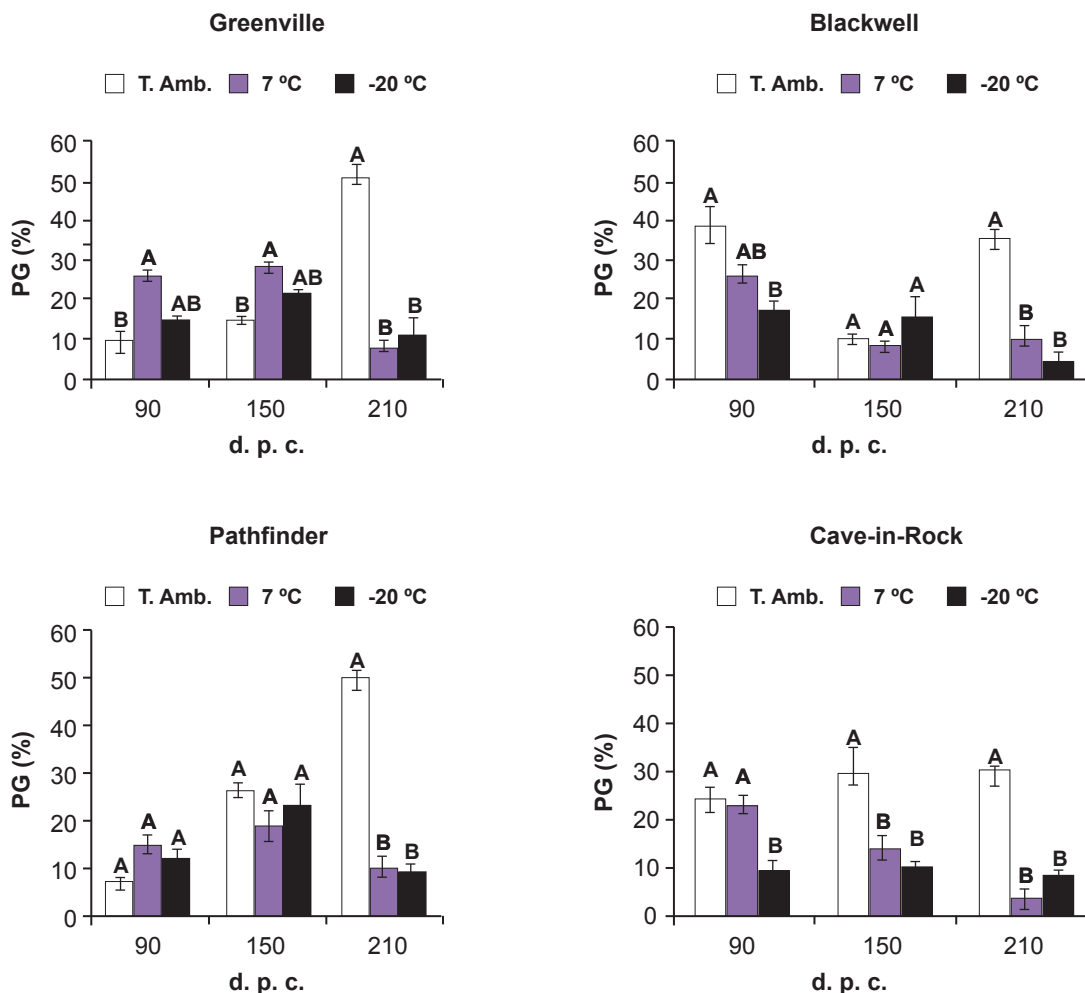 Greenville
T. Amb. 7 ºC -20 ºC
PG (%)
60
50
40
30
20
10
0
B A AB
B A AB
A B B
90 150 210
d. p. c.
Blackwell
T. Amb. 7 ºC -20 ºC
PG (%)
60
50
40
30
20
10
0
A AB B
A A A
A B B
90 150 210
d. p. c.
Pathfinder
T. Amb. 7 ºC -20 ºC
PG (%)
60
50
40
30
20
10
0
A A A
A A A
A B B
90 150 210
d. p. c.
Cave-in-Rock
T. Amb. 7 ºC -20 ºC
PG (%)
60
50
40
30
20
10
0
A A B
A B B
A B B
90 150 210
d. p. c.